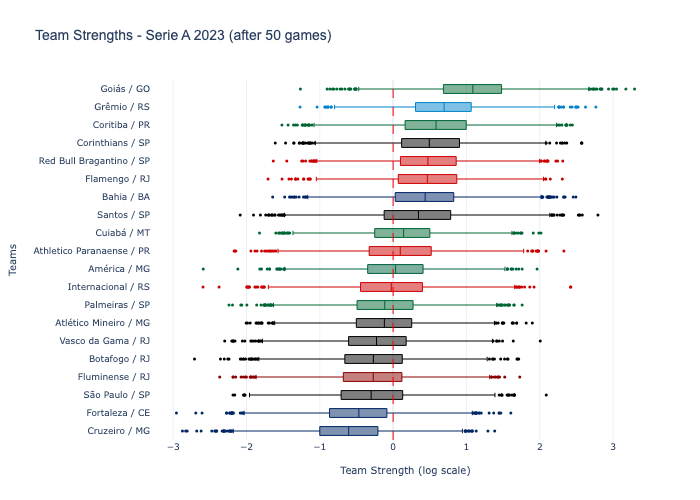 Team Strengths - Serie A 2023 (after 50 games)
Goiás / GO
Grêmio / RS
Coritiba / PR
Corinthians / SP
Red Bull Bragantino / SP
Flamengo / RJ
Bahia / BA
Santos / SP
Cuiabá / MT
Athletico Paranaense / PR
América / MG
Internacional / RS
Palmeiras / SP
Atlético Mineiro / MG
Vasco da Gama / RJ
Botafogo / RJ
Fluminense / RJ
São Paulo / SP
Fortaleza / CE
Cruzeiro / MG
Teams
−3 −2 −1 0 1 2 3
Team Strength (log scale)